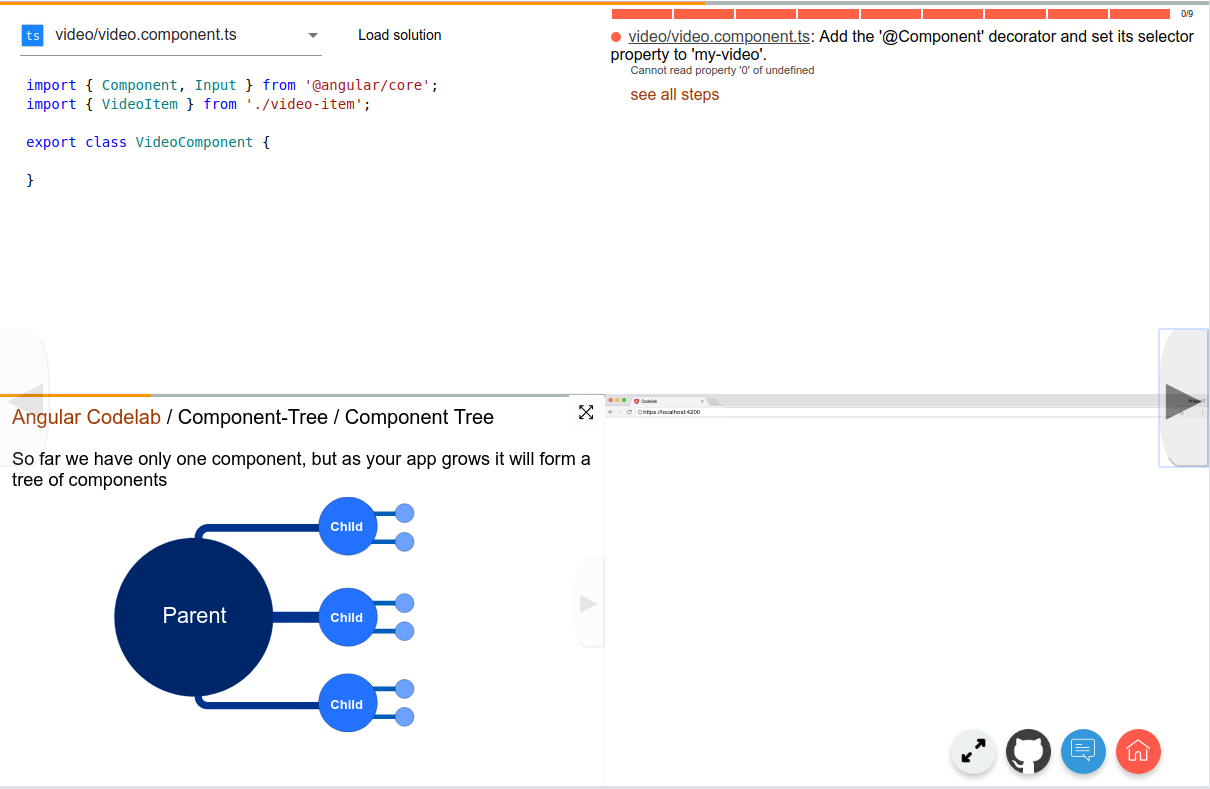 ts video/video.component.ts Load solution
import { Component, Input } from '@angular/core';
import { VideoItem } from './video-item';
export class VideoComponent {
}
0/9
video/video.component.ts: Add the '@Component' decorator and set its selector
property to 'my-video'.
Cannot read property '0' of undefined
see all steps
Angular Codelab / Component-Tree / Component Tree
So far we have only one component, but as your app grows it will form a
tree of components
Parent
Child
Child
Child
Codelab
https://localhost:4200